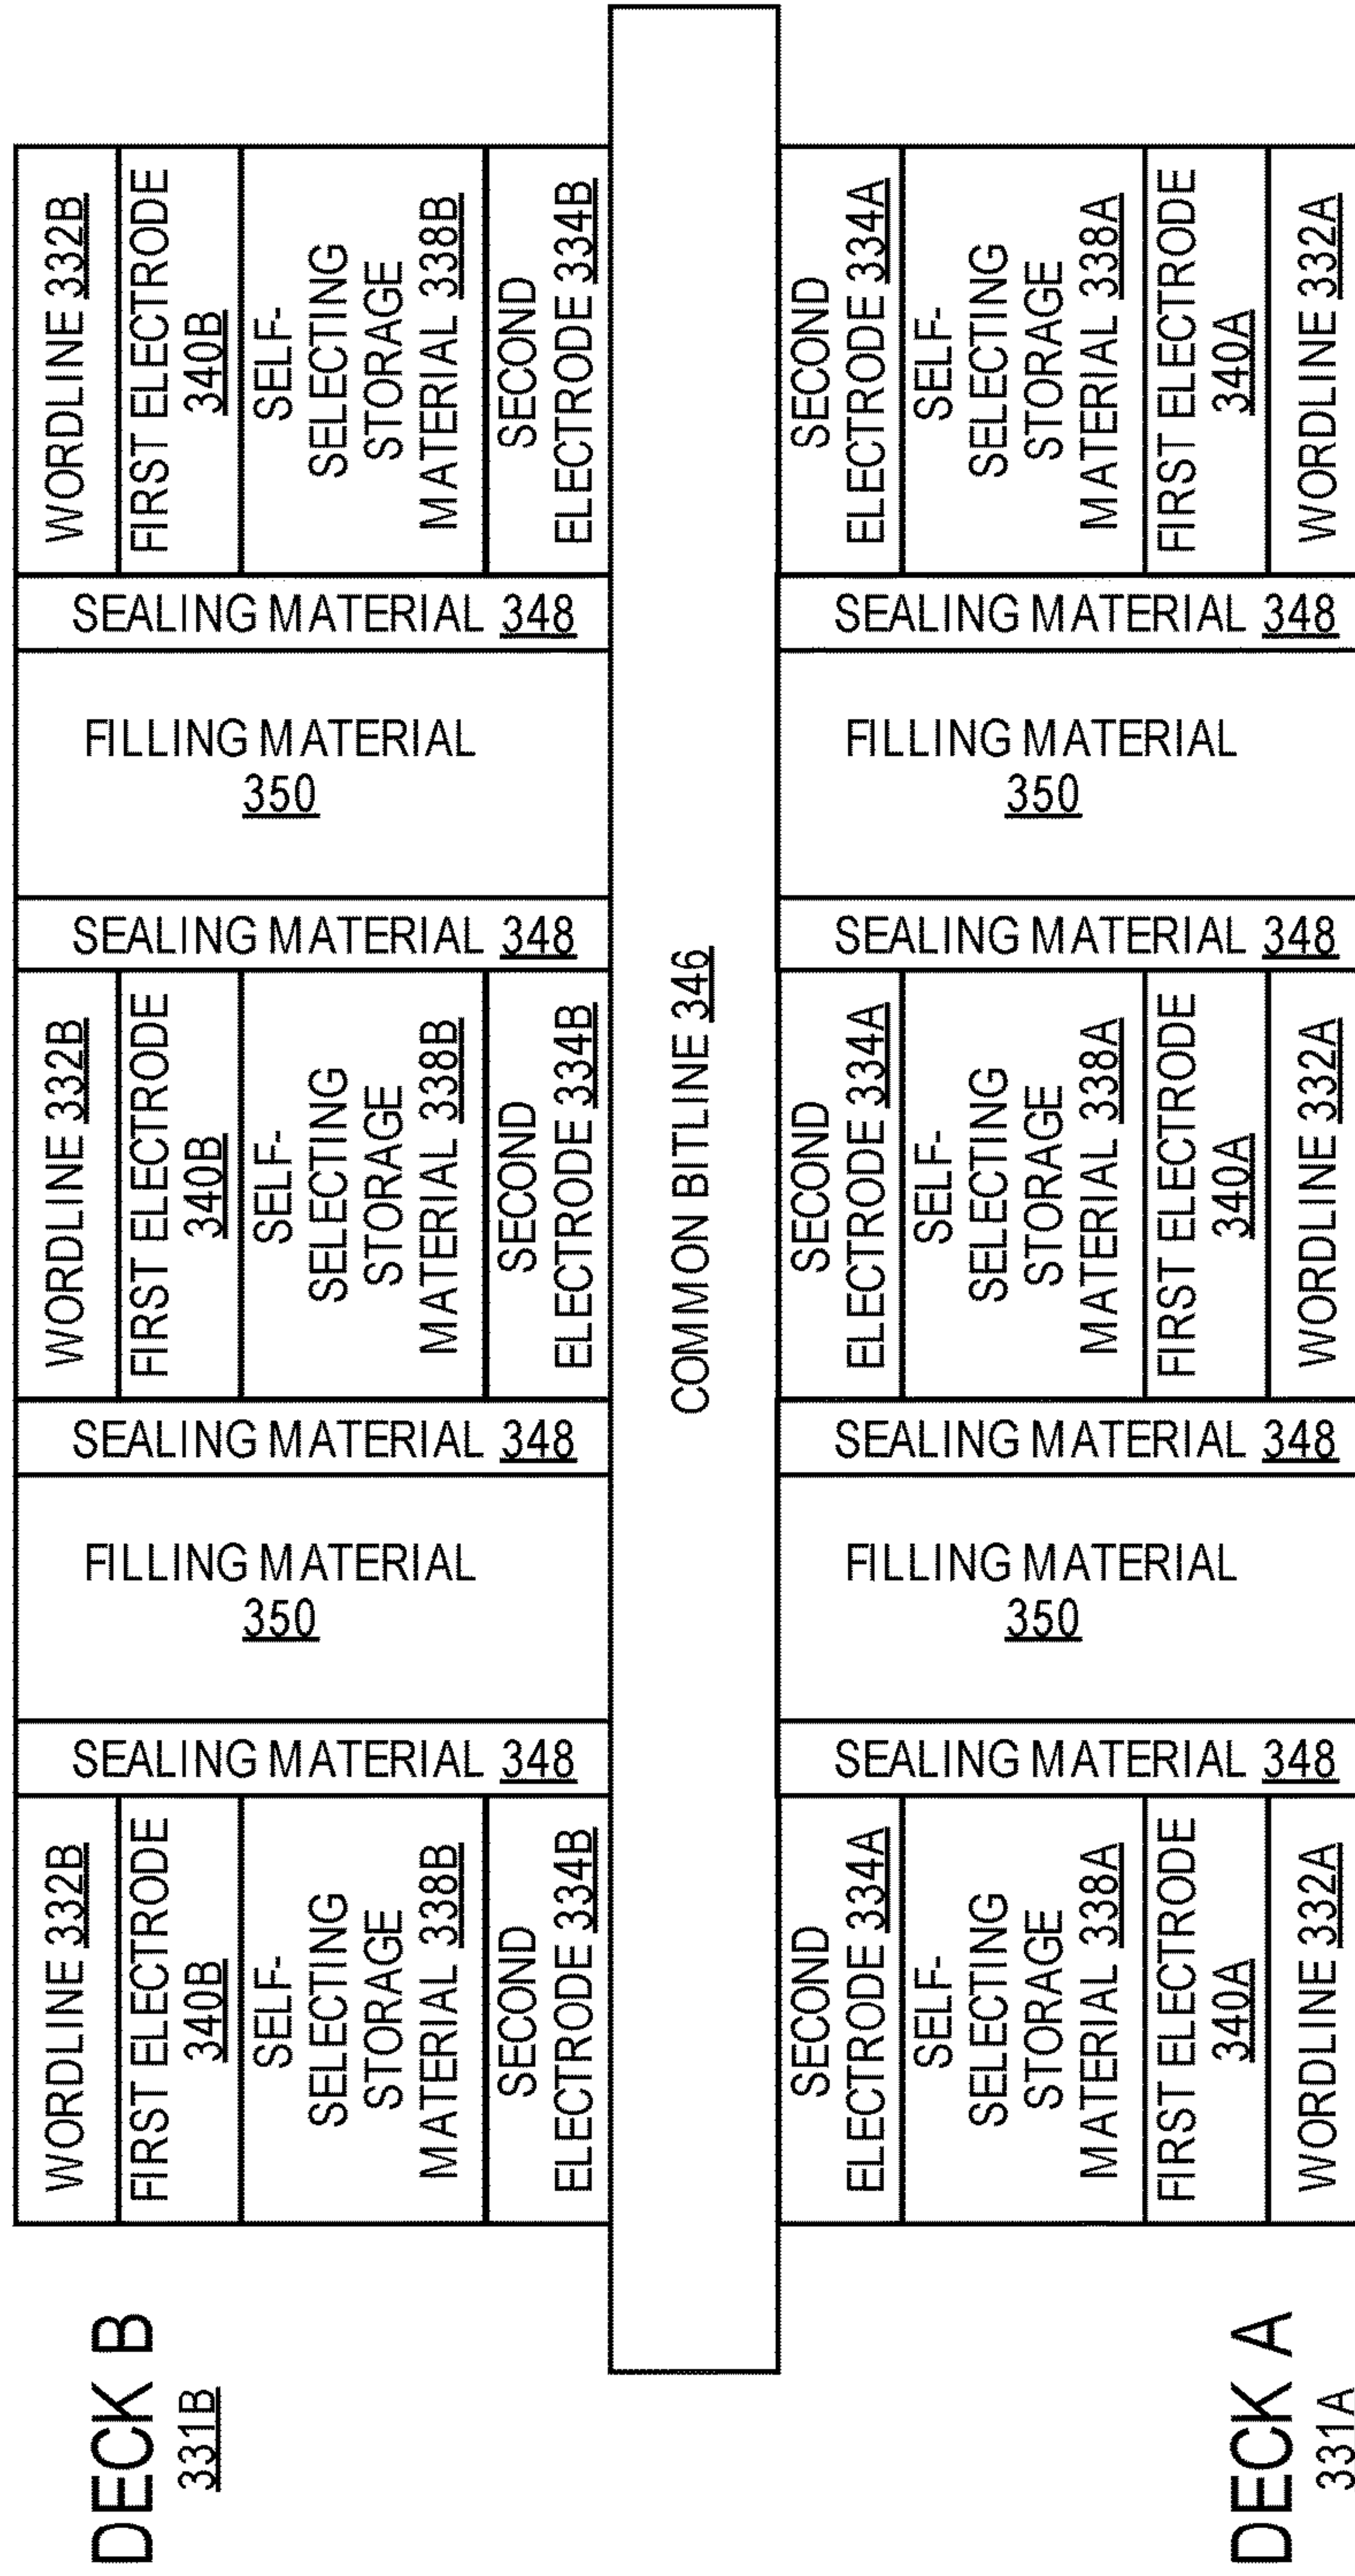 DECK B
331B
WORDLINE 332B
FIRST ELECTRODE
340B
SELF-
SELECTING
STORAGE
MATERIAL 338B
SECOND
ELECTRODE 334B
SEALING MATERIAL 348
FILLING MATERIAL
350
SEALING MATERIAL 348
WORDLINE 332B
FIRST ELECTRODE
340B
SELF-
SELECTING
STORAGE
MATERIAL 338B
SECOND
ELECTRODE 334B
SEALING MATERIAL 348
FILLING MATERIAL
350
SEALING MATERIAL 348
WORDLINE 332B
FIRST ELECTRODE
340B
SELF-
SELECTING
STORAGE
MATERIAL 338B
SECOND
ELECTRODE 334B
COMMON BITLINE 346
DECK A
331A
SECOND
ELECTRODE 334A
SELF-
SELECTING
STORAGE
MATERIAL 338A
FIRST ELECTRODE
340A
WORDLINE 332A
SEALING MATERIAL 348
FILLING MATERIAL
350
SEALING MATERIAL 348
SECOND
ELECTRODE 334A
SELF-
SELECTING
STORAGE
MATERIAL 338A
FIRST ELECTRODE
340A
WORDLINE 332A
SEALING MATERIAL 348
FILLING MATERIAL
350
SEALING MATERIAL 348
SECOND
ELECTRODE 334A
SELF-
SELECTING
STORAGE
MATERIAL 338A
FIRST ELECTRODE
340A
WORDLINE 332A